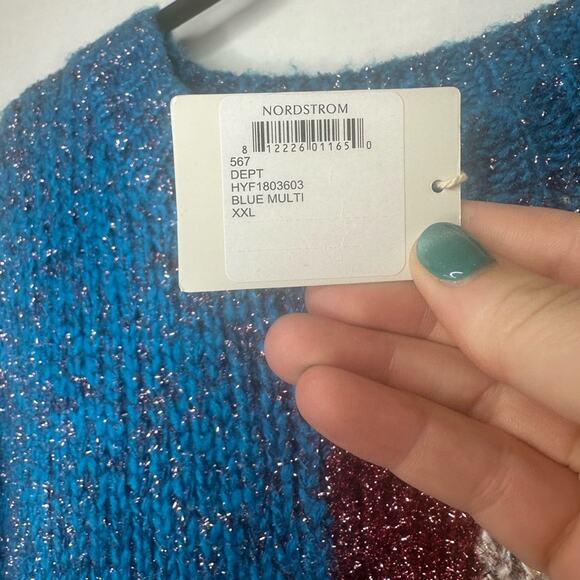 NORDSTROM
8 12226 01165 0
567
DEPT
HYF1803603
BLUE MULTI
XXL